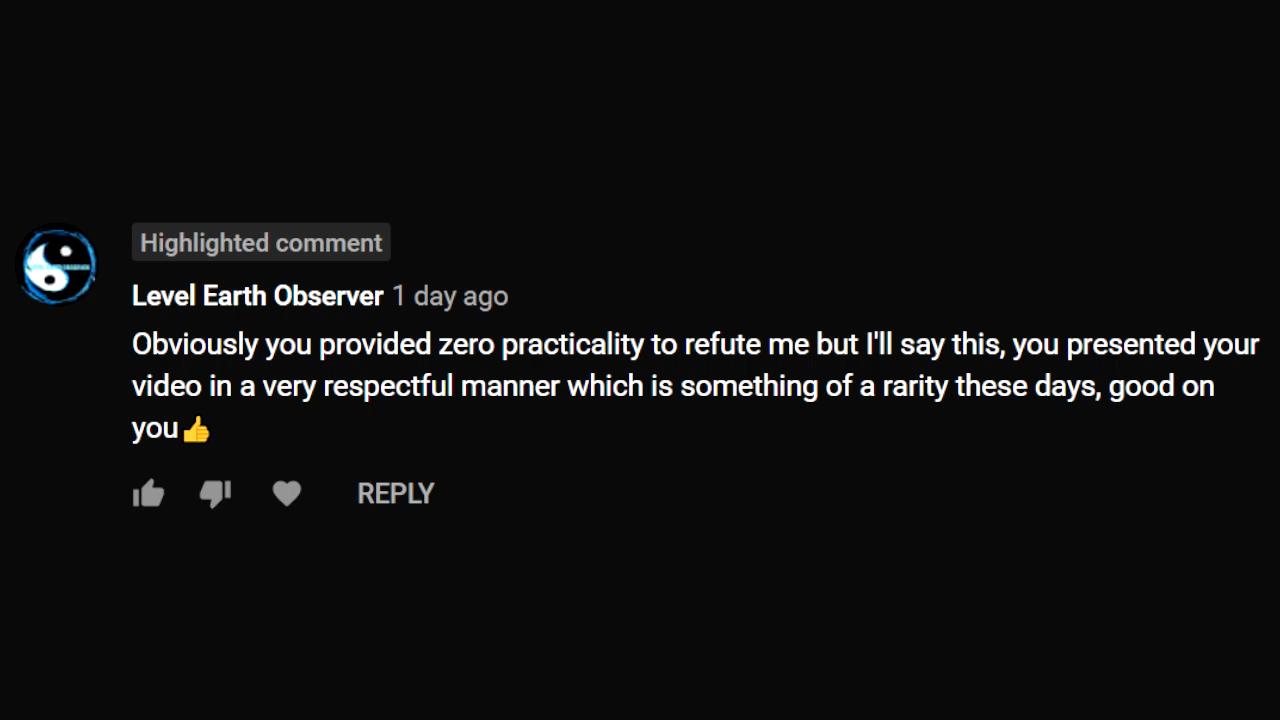 Highlighted comment
Level Earth Observer 1 day ago
Obviously you provided zero practicality to refute me but I'll say this, you presented your
video in a very respectful manner which is something of a rarity these days, good on
you👍
REPLY